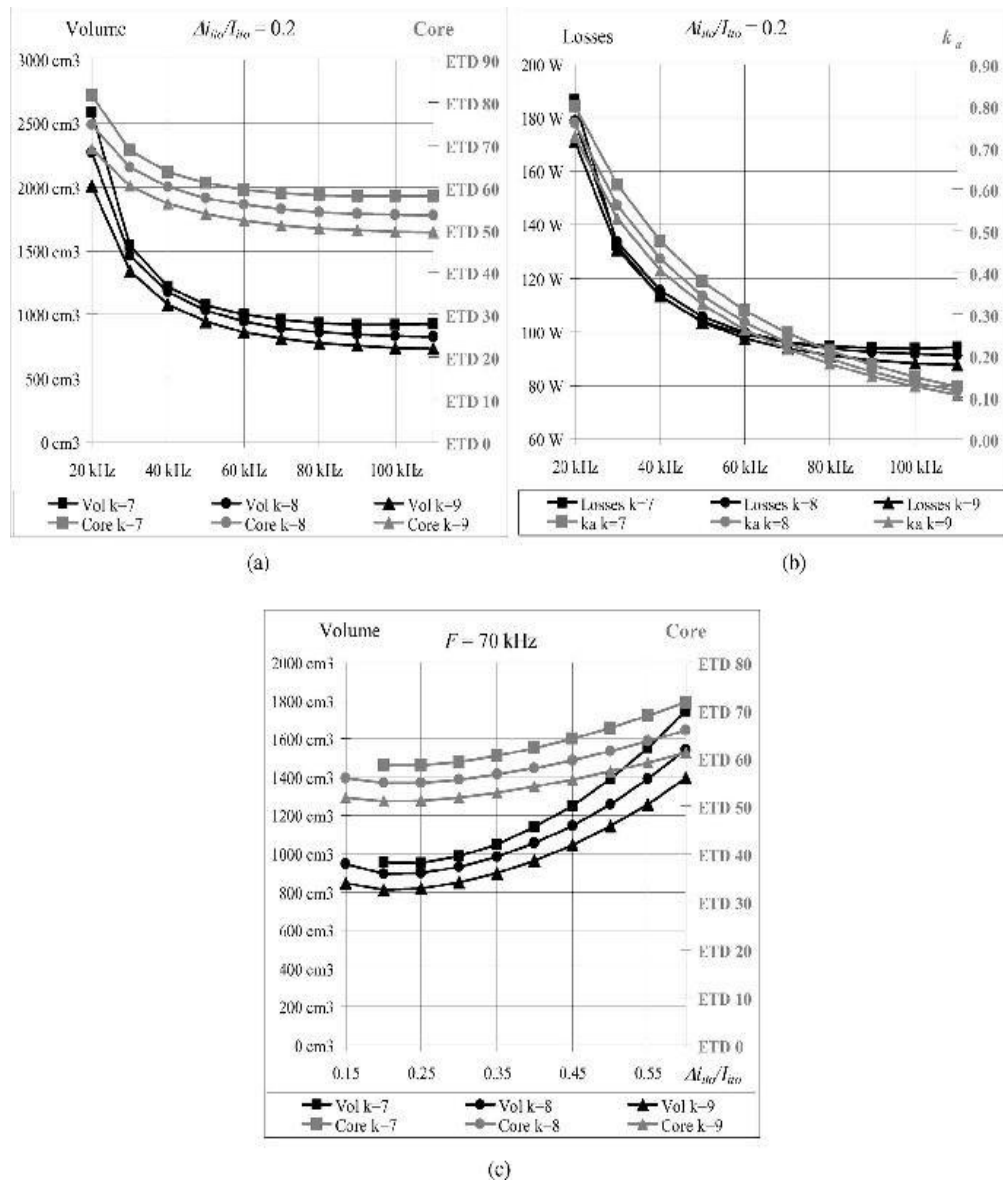 Volume Δi_ito/I_ito = 0.2 Core
3000 cm3 ETD 90
ETD 80
2500 cm3 ETD 70
2000 cm3 ETD 60
ETD 50
1500 cm3 ETD 40
1000 cm3 ETD 30
ETD 20
500 cm3 ETD 10
0 cm3 ETD 0
20 kHz 40 kHz 60 kHz 80 kHz 100 kHz
Vol k=7 Vol k=8 Vol k=9
Core k=7 Core k=8 Core k=9
(a)
Losses Δi_ito/I_ito = 0.2 k_a
200 W 0.90
180 W 0.80
0.70
160 W 0.60
140 W 0.50
0.40
120 W 0.30
100 W 0.20
80 W 0.10
60 W 0.00
20 kHz 40 kHz 60 kHz 80 kHz 100 kHz
Losses k=7 Losses k=8 Losses k=9
ka k=7 ka k=8 ka k=9
(b)
Volume F = 70 kHz Core
2000 cm3 ETD 80
1800 cm3 ETD 70
1600 cm3
1400 cm3 ETD 60
1200 cm3 ETD 50
1000 cm3 ETD 40
800 cm3 ETD 30
600 cm3
400 cm3 ETD 20
200 cm3 ETD 10
0 cm3 ETD 0
0.15 0.25 0.35 0.45 0.55 Δi_ito/I_ito
Vol k=7 Vol k=8 Vol k=9
Core k=7 Core k=8 Core k=9
(c)